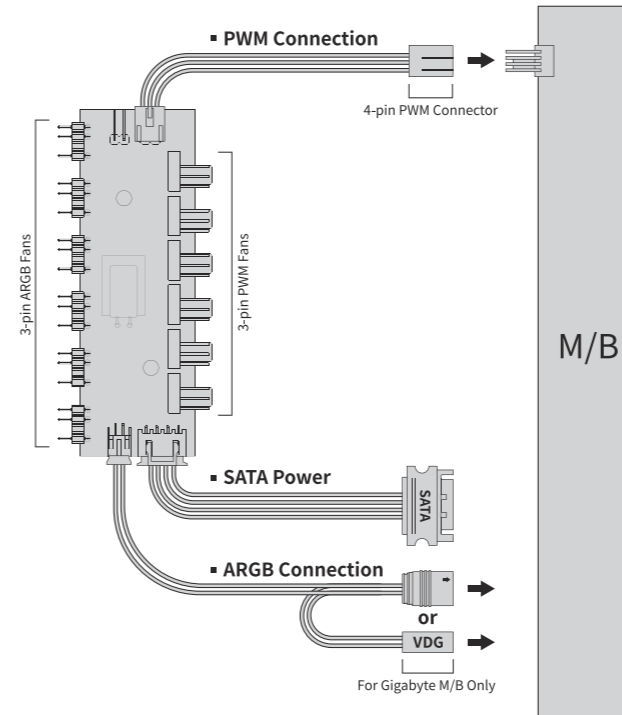 ▪ PWM Connection
4-pin PWM Connector
3-pin ARGB Fans
3-pin PWM Fans
M/B
▪ SATA Power
SATA
▪ ARGB Connection
or
VDG
For Gigabyte M/B Only